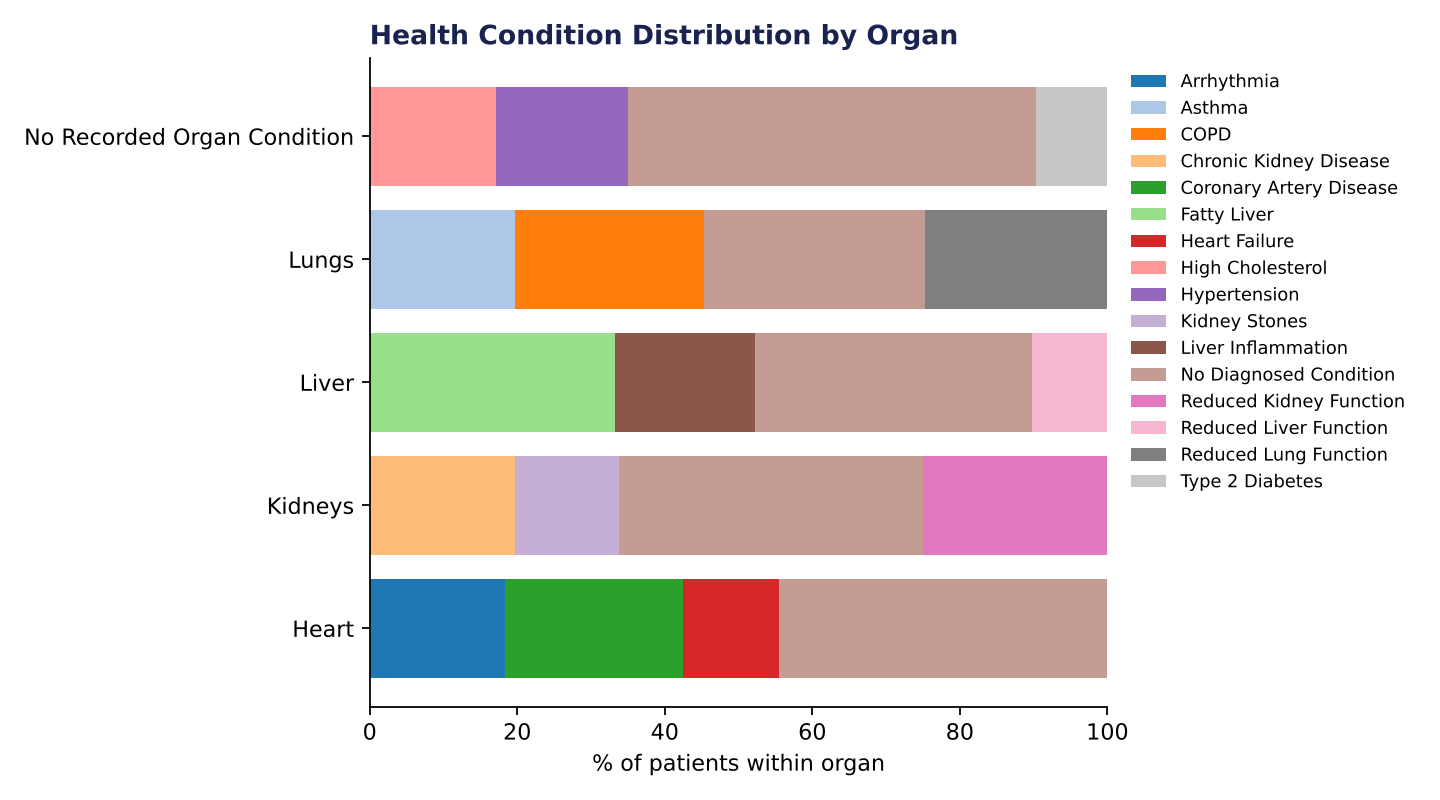 Health Condition Distribution by Organ
No Recorded Organ Condition
Lungs
Liver
Kidneys
Heart
0 20 40 60 80 100
% of patients within organ
Arrhythmia
Asthma
COPD
Chronic Kidney Disease
Coronary Artery Disease
Fatty Liver
Heart Failure
High Cholesterol
Hypertension
Kidney Stones
Liver Inflammation
No Diagnosed Condition
Reduced Kidney Function
Reduced Liver Function
Reduced Lung Function
Type 2 Diabetes